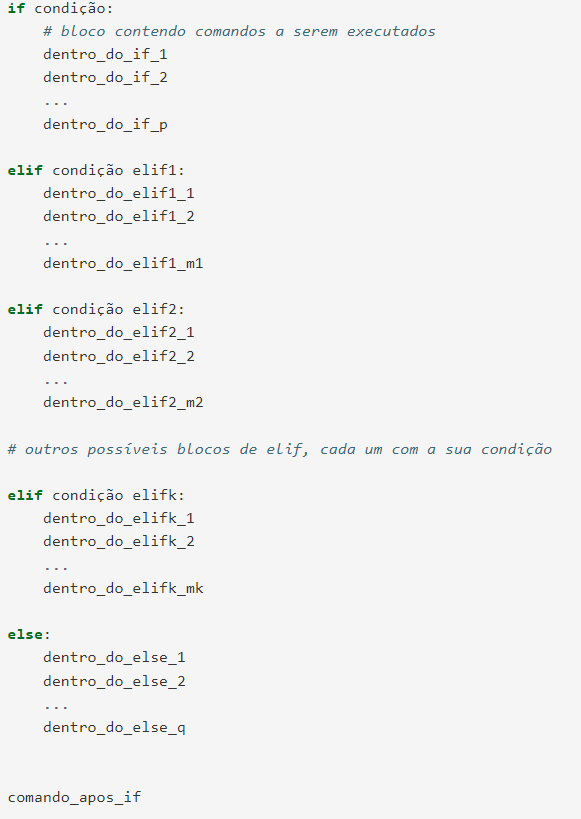 if condição:
    # bloco contendo comandos a serem executados
    dentro_do_if_1
    dentro_do_if_2
    ...
    dentro_do_if_p

elif condição elif1:
    dentro_do_elif1_1
    dentro_do_elif1_2
    ...
    dentro_do_elif1_m1

elif condição elif2:
    dentro_do_elif2_1
    dentro_do_elif2_2
    ...
    dentro_do_elif2_m2

# outros possíveis blocos de elif, cada um com a sua condição

elif condição elifk:
    dentro_do_elifk_1
    dentro_do_elifk_2
    ...
    dentro_do_elifk_mk

else:
    dentro_do_else_1
    dentro_do_else_2
    ...
    dentro_do_else_q


comando_apos_if